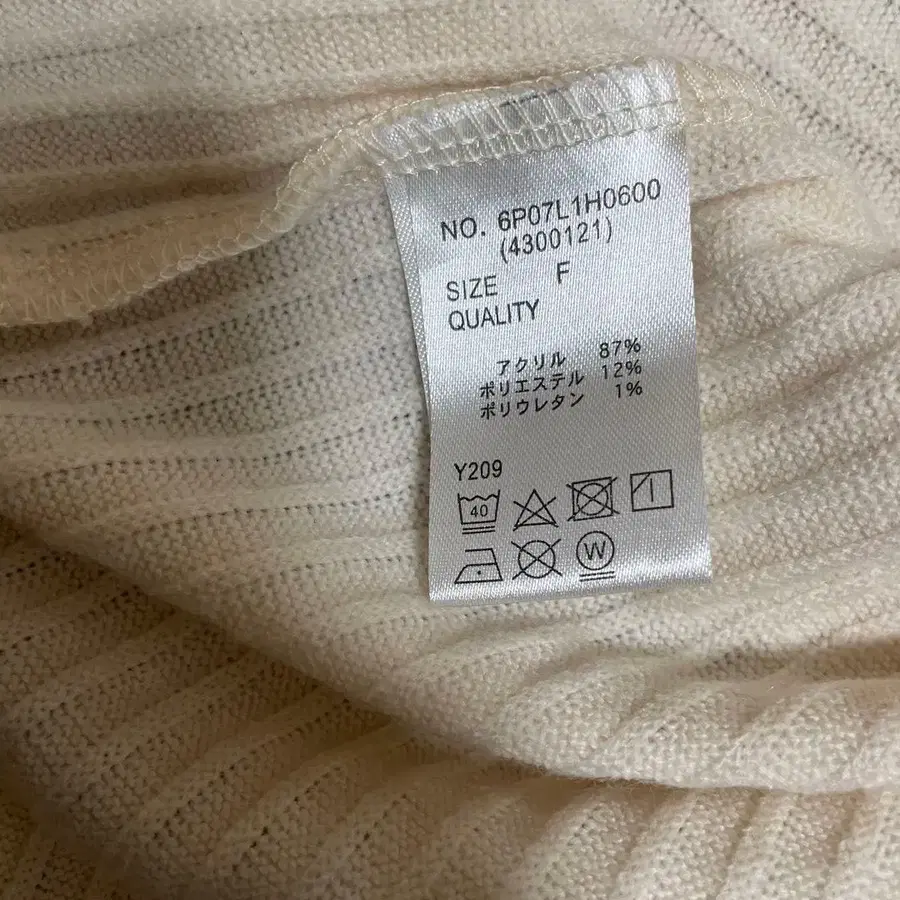 NO. 6P07L1H0600
(4300121)
SIZE F
QUALITY
アクリル 87%
ポリエステル 12%
ポリウレタン 1%
Y209
40
W